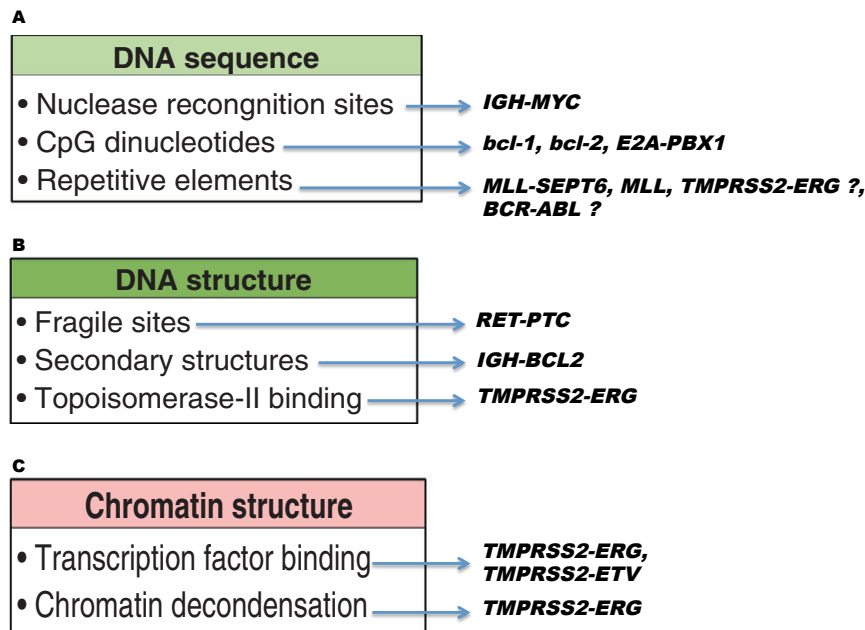 A
DNA sequence
• Nuclease recongnition sites IGH-MYC
• CpG dinucleotides bcl-1, bcl-2, E2A-PBX1
• Repetitive elements MLL-SEPT6, MLL, TMPRSS2-ERG ?,
BCR-ABL ?
B
DNA structure
• Fragile sites RET-PTC
• Secondary structures IGH-BCL2
• Topoisomerase-II binding TMPRSS2-ERG
C
Chromatin structure
• Transcription factor binding TMPRSS2-ERG,
TMPRSS2-ETV
• Chromatin decondensation TMPRSS2-ERG